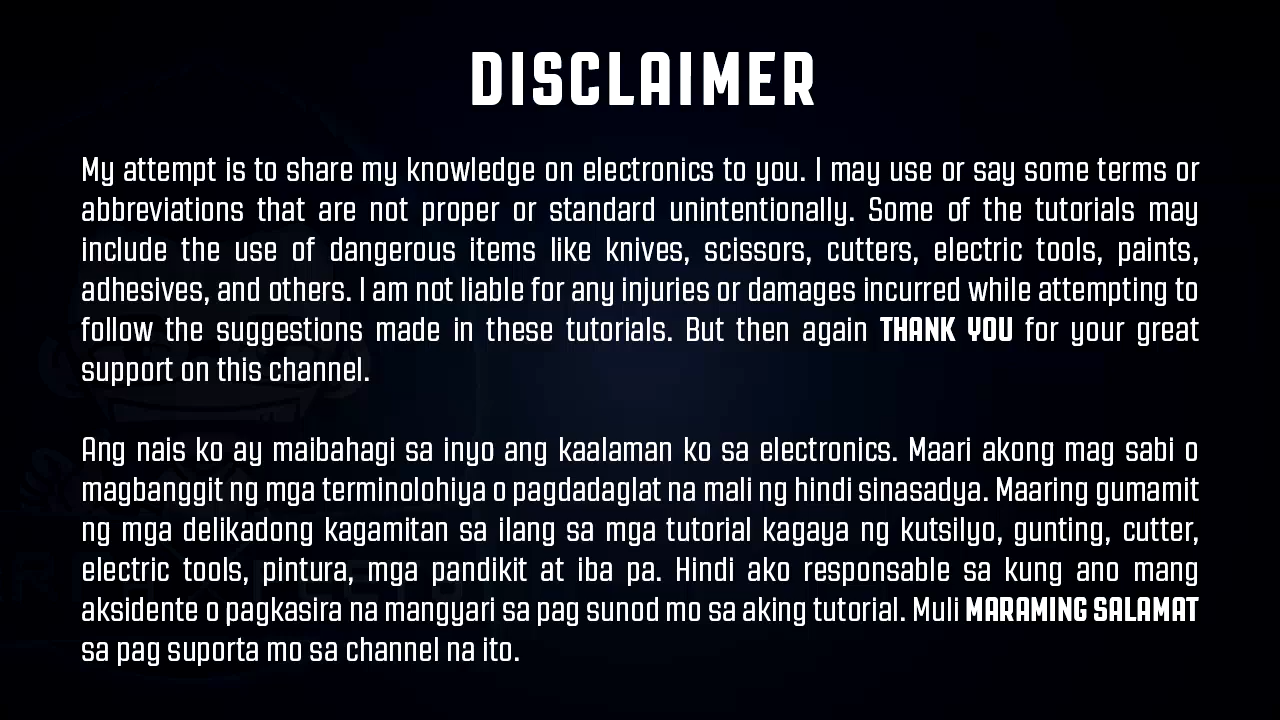 DISCLAIMER
My attempt is to share my knowledge on electronics to you. I may use or say some terms or
abbreviations that are not proper or standard unintentionally. Some of the tutorials may
include the use of dangerous items like knives, scissors, cutters, electric tools, paints,
adhesives, and others. I am not liable for any injuries or damages incurred while attempting to
follow the suggestions made in these tutorials. But then again THANK YOU for your great
support on this channel.
Ang nais ko ay maibahagi sa inyo ang kaalaman ko sa electronics. Maari akong mag sabi o
magbanggit ng mga terminolohiya o pagdadaglat na mali ng hindi sinasadya. Maaring gumamit
ng mga delikadong kagamitan sa ilang sa mga tutorial kagaya ng kutsilyo, gunting, cutter,
electric tools, pintura, mga pandikit at iba pa. Hindi ako responsable sa kung ano mang
aksidente o pagkasira na mangyari sa pag sunod mo sa aking tutorial. Muli MARAMING SALAMAT
sa pag suporta mo sa channel na ito.